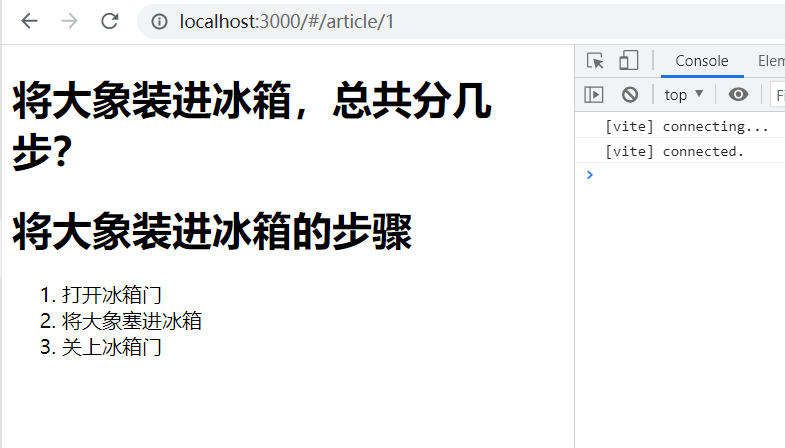 localhost:3000/#/article/1
将大象装进冰箱，总共分几
步？
将大象装进冰箱的步骤
1. 打开冰箱门
2. 将大象塞进冰箱
3. 关上冰箱门
Console
top
[vite] connecting...
[vite] connected.